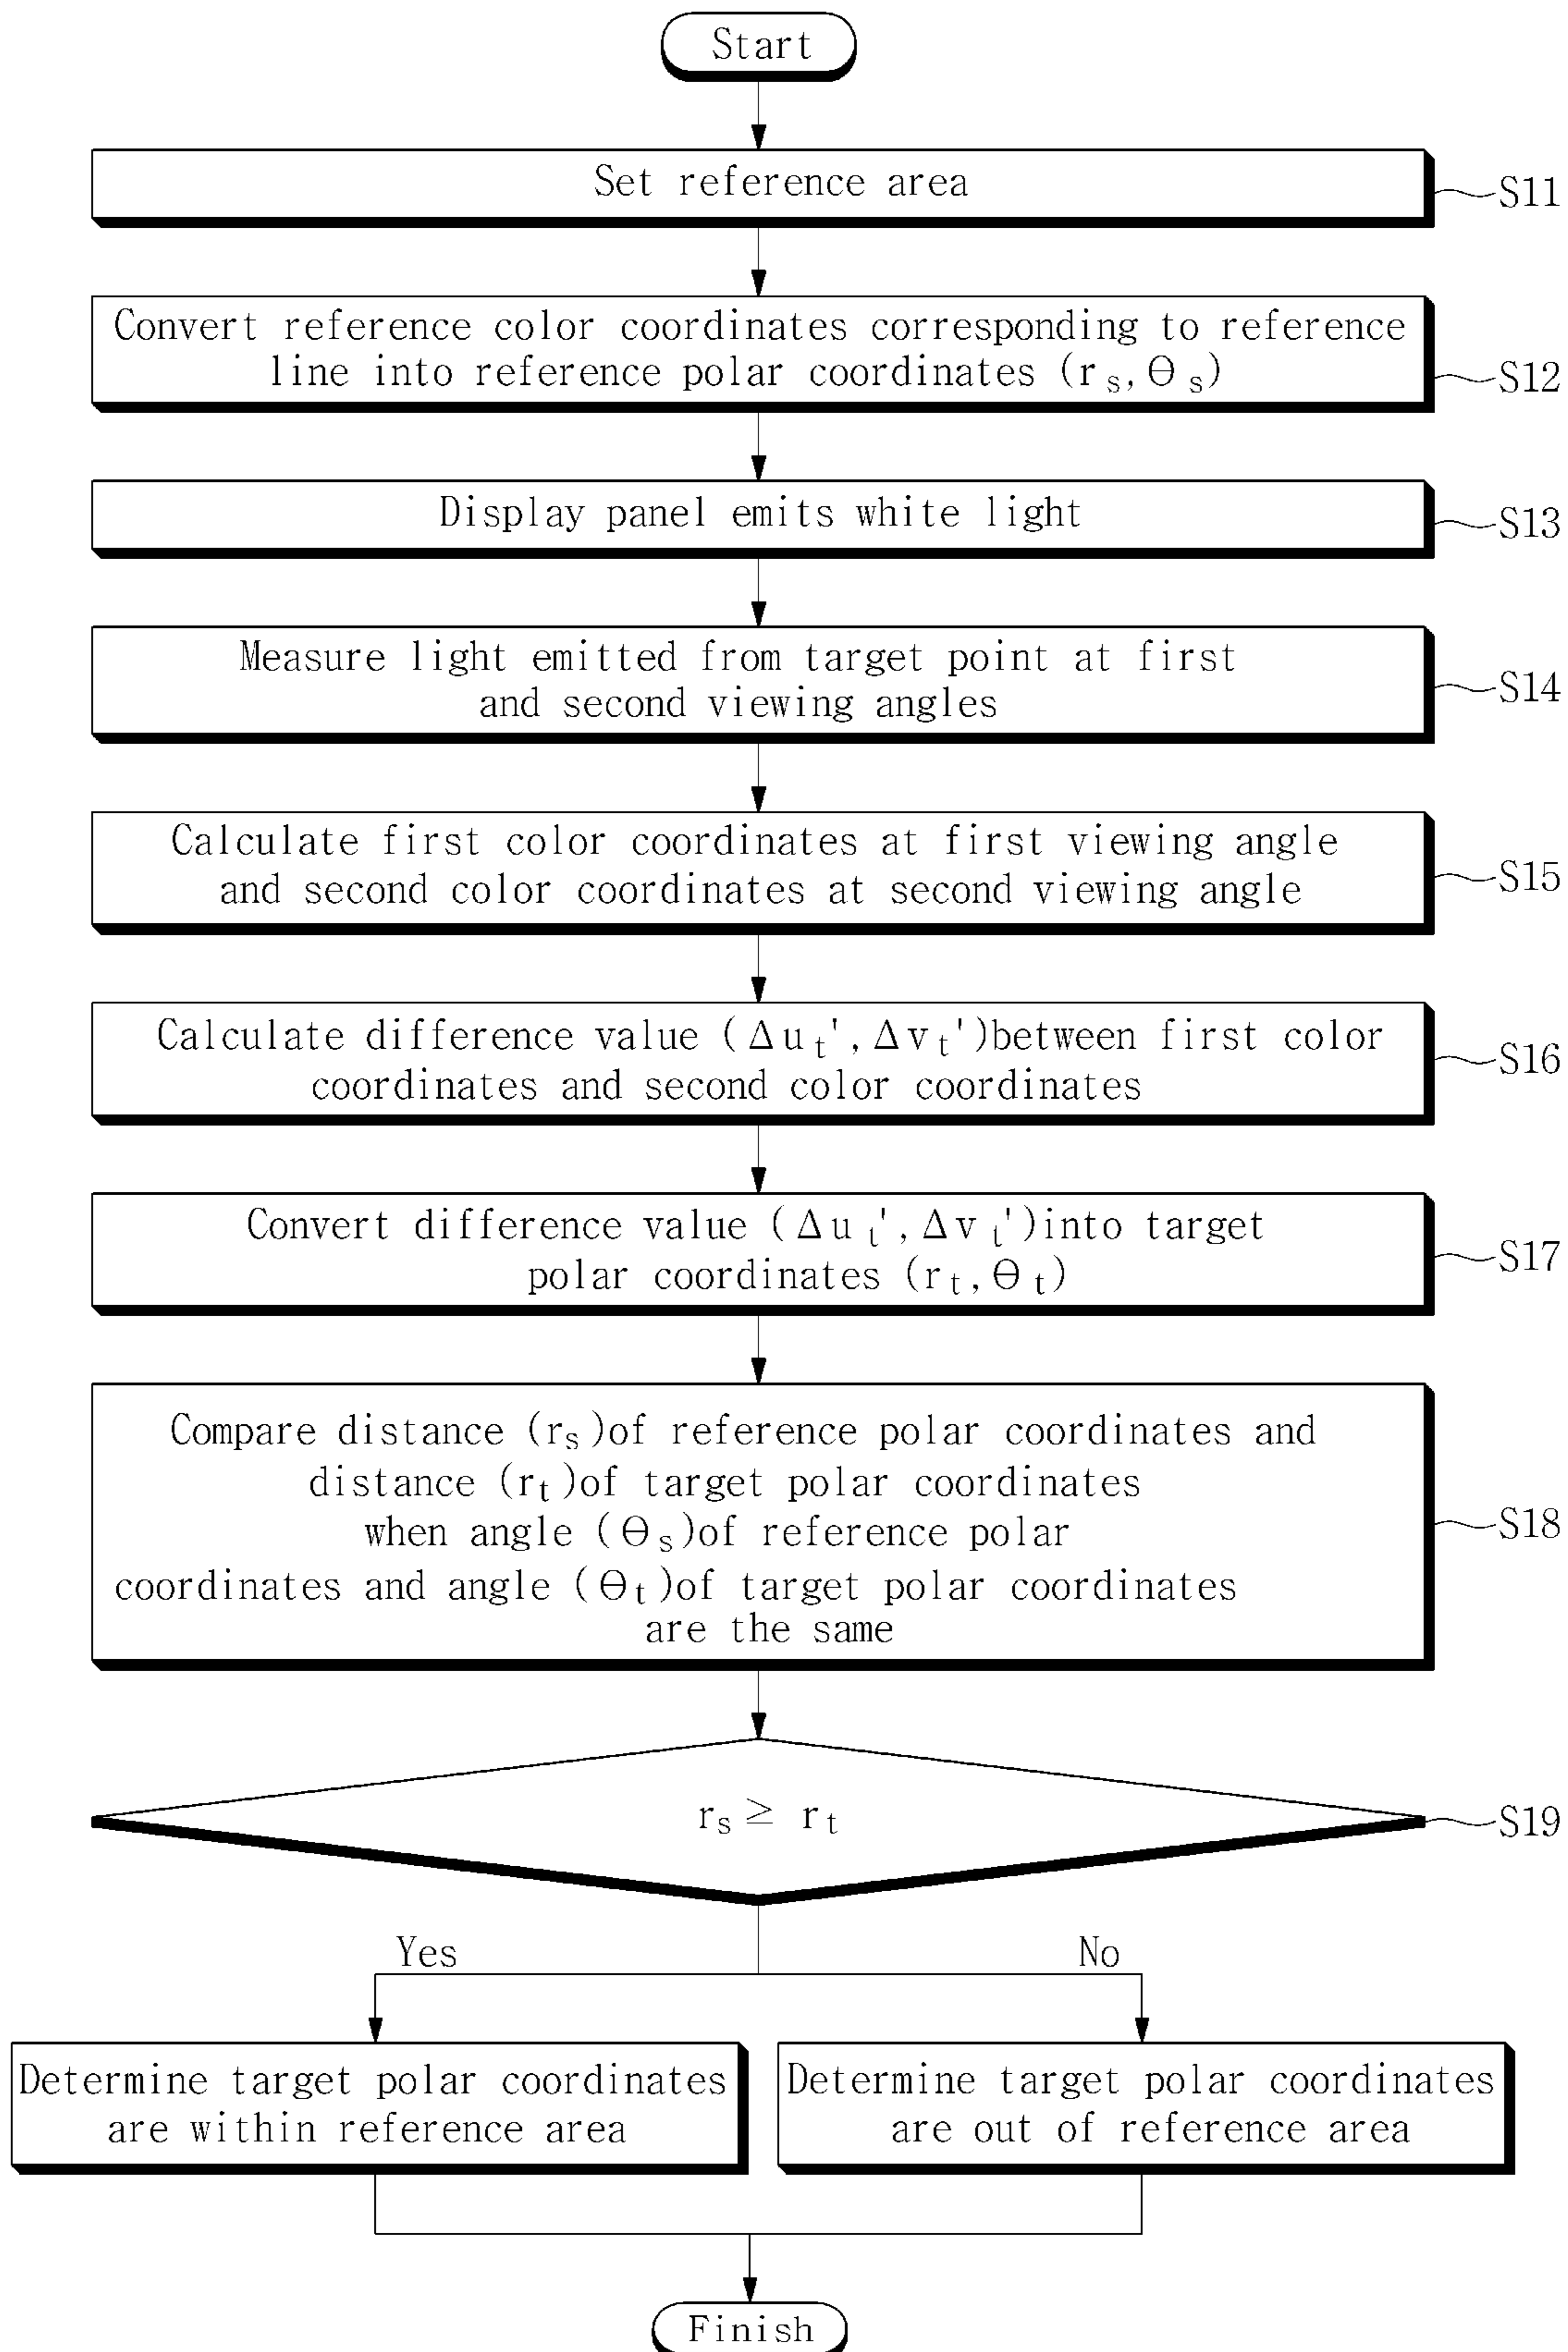 Start
Set reference area
S11
Convert reference color coordinates corresponding to reference
line into reference polar coordinates (rₛ,Θₛ)
S12
Display panel emits white light
S13
Measure light emitted from target point at first
and second viewing angles
S14
Calculate first color coordinates at first viewing angle
and second color coordinates at second viewing angle
S15
Calculate difference value (Δuₜ',Δvₜ')between first color
coordinates and second color coordinates
S16
Convert difference value (Δuₜ',Δvₜ')into target
polar coordinates (rₜ,Θₜ)
S17
Compare distance (rₛ)of reference polar coordinates and
distance (rₜ)of target polar coordinates
when angle (Θₛ)of reference polar
coordinates and angle (Θₜ)of target polar coordinates
are the same
S18
rₛ ≥ rₜ
S19
Yes
No
Determine target polar coordinates
are within reference area
Determine target polar coordinates
are out of reference area
Finish